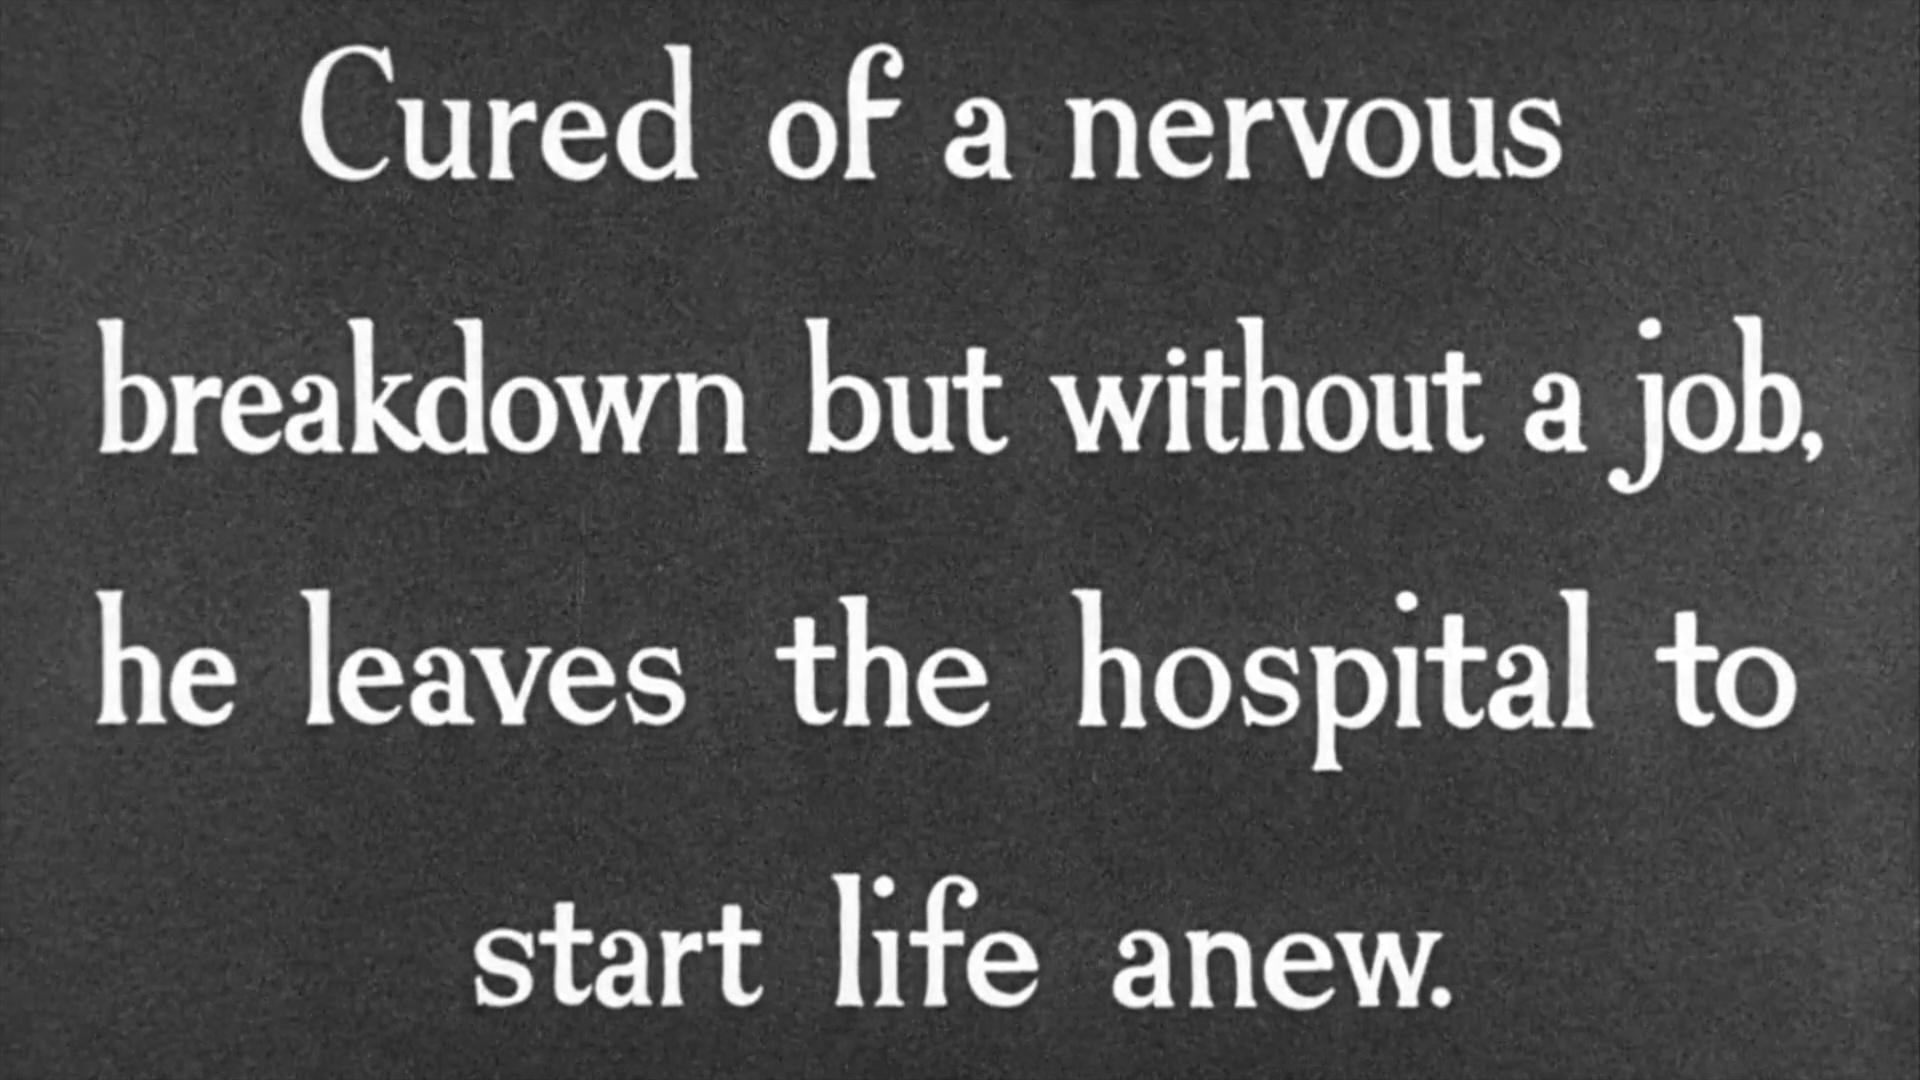 Cured of a nervous
breakdown but without a job,
he leaves the hospital to
start life anew.